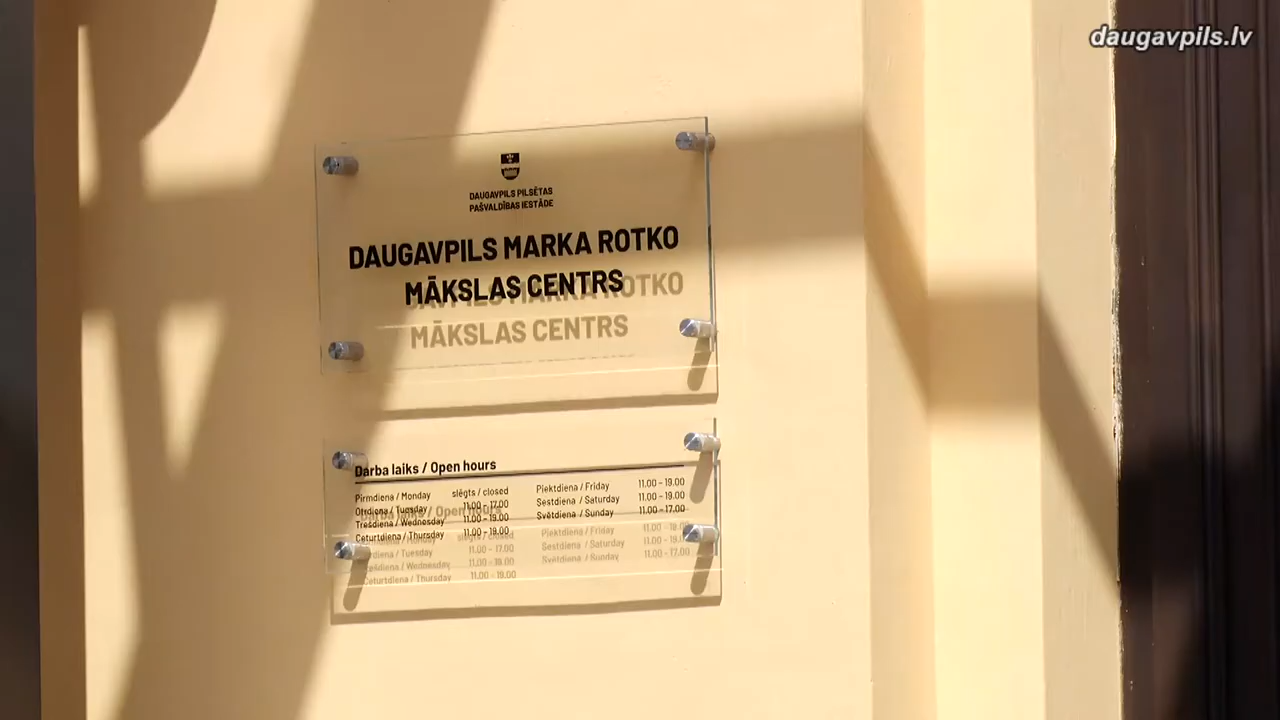 daugavpils.lv
DAUGAVPILS PILSĒTAS
PAŠVALDĪBAS IESTĀDE
DAUGAVPILS MARKA ROTKO
MĀKSLAS CENTRS
Darba laiks / Open hours
Pirmdiena / Monday slēgts / closed
Otrdiena / Tuesday 11.00 - 17.00
Trešdiena / Wednesday 11.00 - 19.00
Ceturtdiena / Thursday 11.00 - 19.00
Piektdiena / Friday 11.00 - 19.00
Sestdiena / Saturday 11.00 - 19.00
Svētdiena / Sunday 11.00 - 17.00